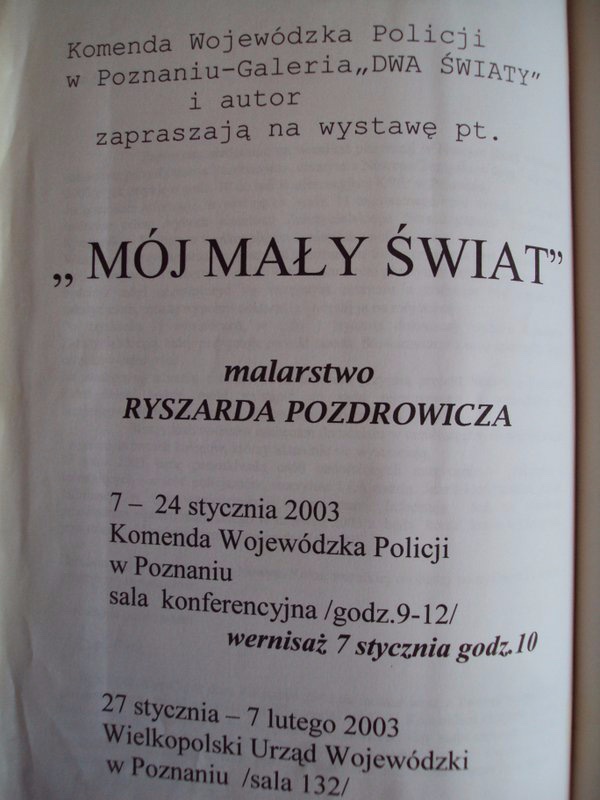 Komenda Wojewódzka Policji
w Poznaniu-Galeria„DWA ŚWIATY"
i autor
zapraszają na wystawę pt.
„ MÓJ MAŁY ŚWIAT”
malarstwo
RYSZARDA POZDROWICZA
7 – 24 stycznia 2003
Komenda Wojewódzka Policji
w Poznaniu
sala konferencyjna /godz.9-12/
wernisaż 7 stycznia godz.10
27 stycznia – 7 lutego 2003
Wielkopolski Urząd Wojewódzki
w Poznaniu /sala 132/